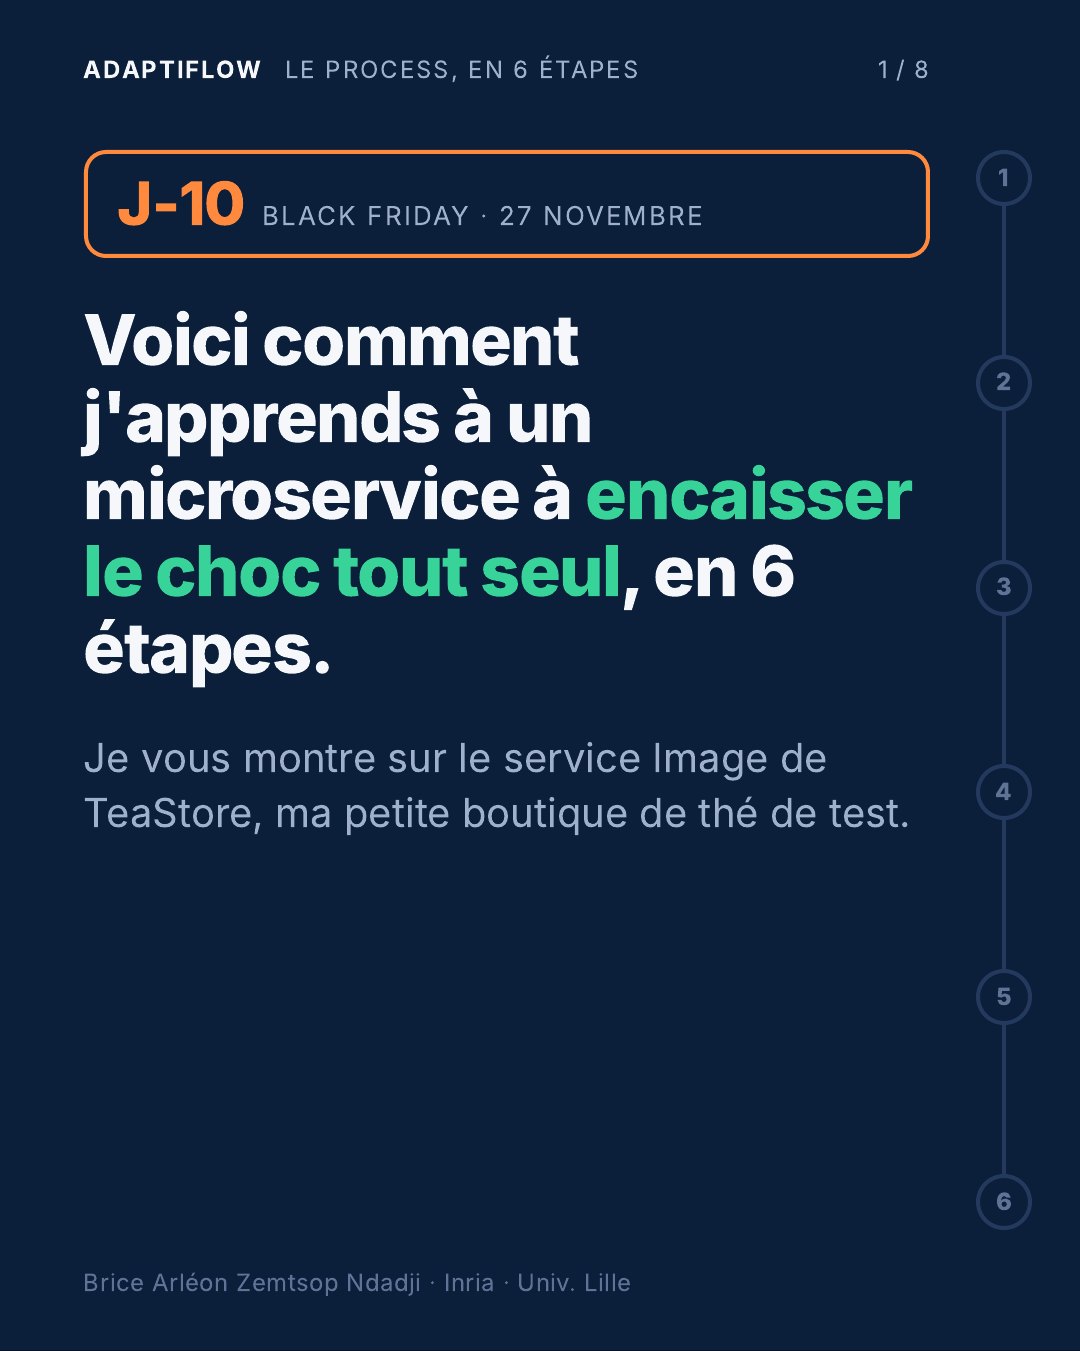 ADAPTIFLOW LE PROCESS, EN 6 ÉTAPES 1 / 8
J-10 BLACK FRIDAY · 27 NOVEMBRE
Voici comment
j'apprends à un
microservice à encaisser
le choc tout seul, en 6
étapes.
Je vous montre sur le service Image de
TeaStore, ma petite boutique de thé de test.
1
2
3
4
5
6
Brice Arléon Zemtsop Ndadji · Inria · Univ. Lille